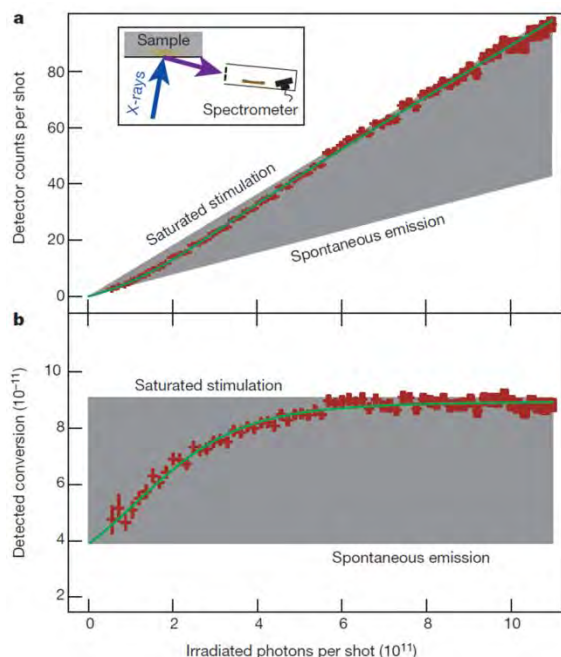 a
Sample
X-rays
Spectrometer
Detector counts per shot
80
60
40
20
0
Saturated stimulation
Spontaneous emission
b
Detected conversion (10⁻¹¹)
10
8
6
4
2
Saturated stimulation
Spontaneous emission
0 2 4 6 8 10
Irradiated photons per shot (10¹¹)